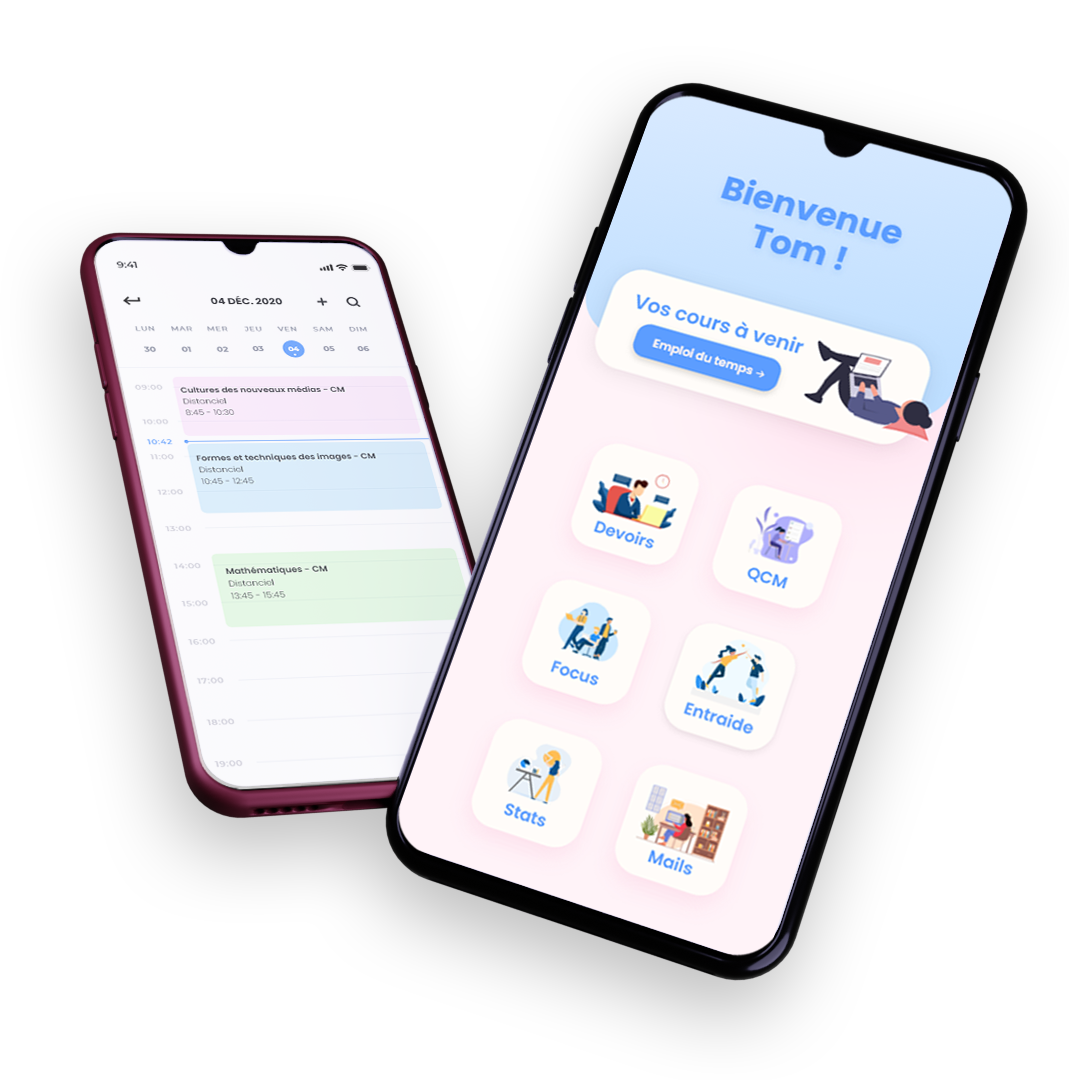 9:41
04 DÉC. 2020
LUN MAR MER JEU VEN SAM DIM
30 01 02 03 04 05 06
09:00
Cultures des nouveaux médias - CM
Distanciel
8:45 - 10:30
10:00
10:42
11:00
Formes et techniques des images - CM
Distanciel
10:45 - 12:45
12:00
13:00
14:00
Mathématiques - CM
Distanciel
13:45 - 15:45
15:00
16:00
17:00
18:00
19:00
Bienvenue
Tom !
Vos cours à venir
Emploi du temps →
Devoirs
QCM
Focus
Entraide
Stats
Mails